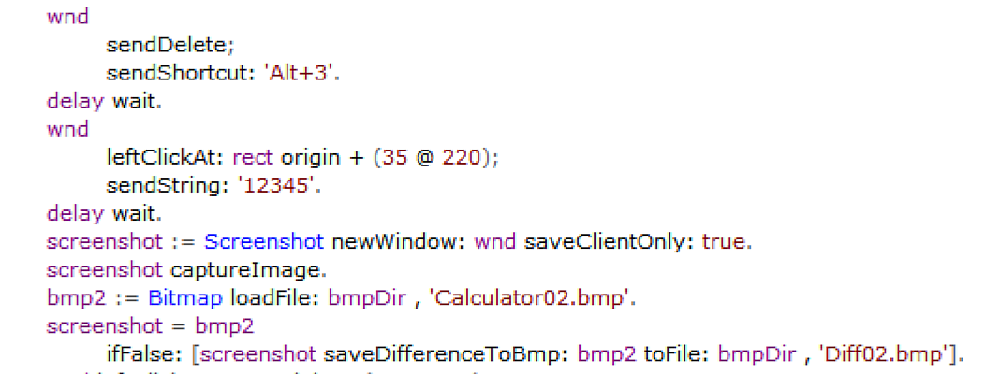 wnd
sendDelete;
sendShortcut: 'Alt+3'.
delay wait.
wnd
leftClickAt: rect origin + (35 @ 220);
sendString: '12345'.
delay wait.
screenshot := Screenshot newWindow: wnd saveClientOnly: true.
screenshot captureImage.
bmp2 := Bitmap loadFile: bmpDir , 'Calculator02.bmp'.
screenshot = bmp2
ifFalse: [screenshot saveDifferenceToBmp: bmp2 toFile: bmpDir , 'Diff02.bmp'].